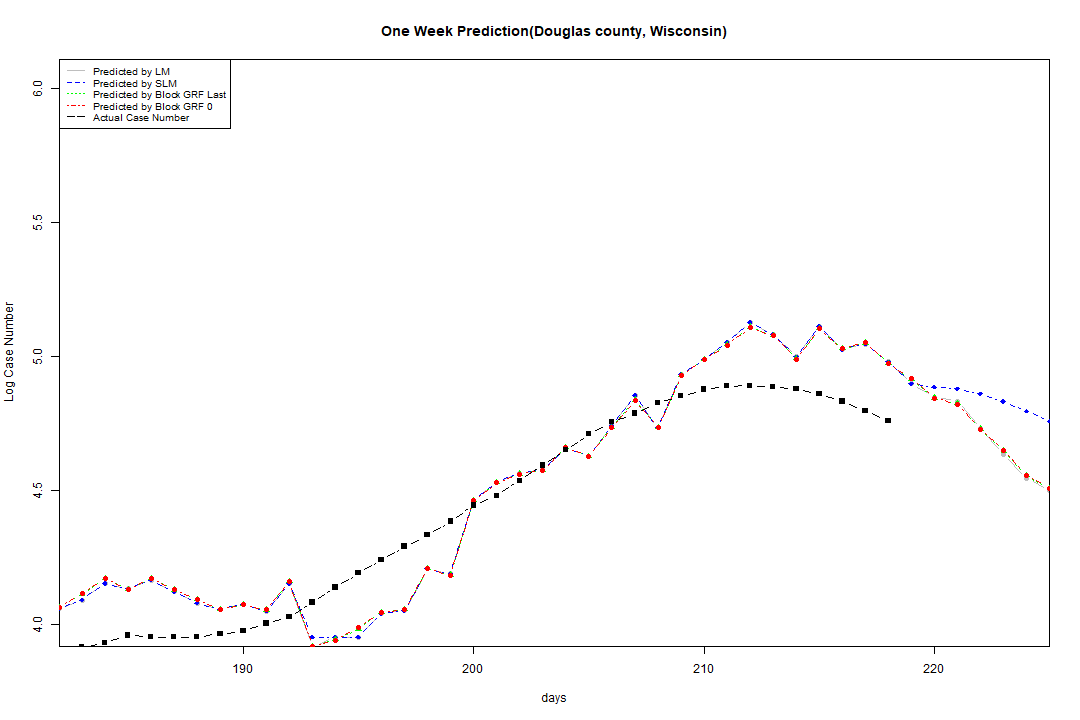 One Week Prediction(Douglas county, Wisconsin)
Predicted by LM
Predicted by SLM
Predicted by Block GRF Last
Predicted by Block GRF 0
Actual Case Number
6.0
5.5
5.0
4.5
4.0
Log Case Number
190 200 210 220
days